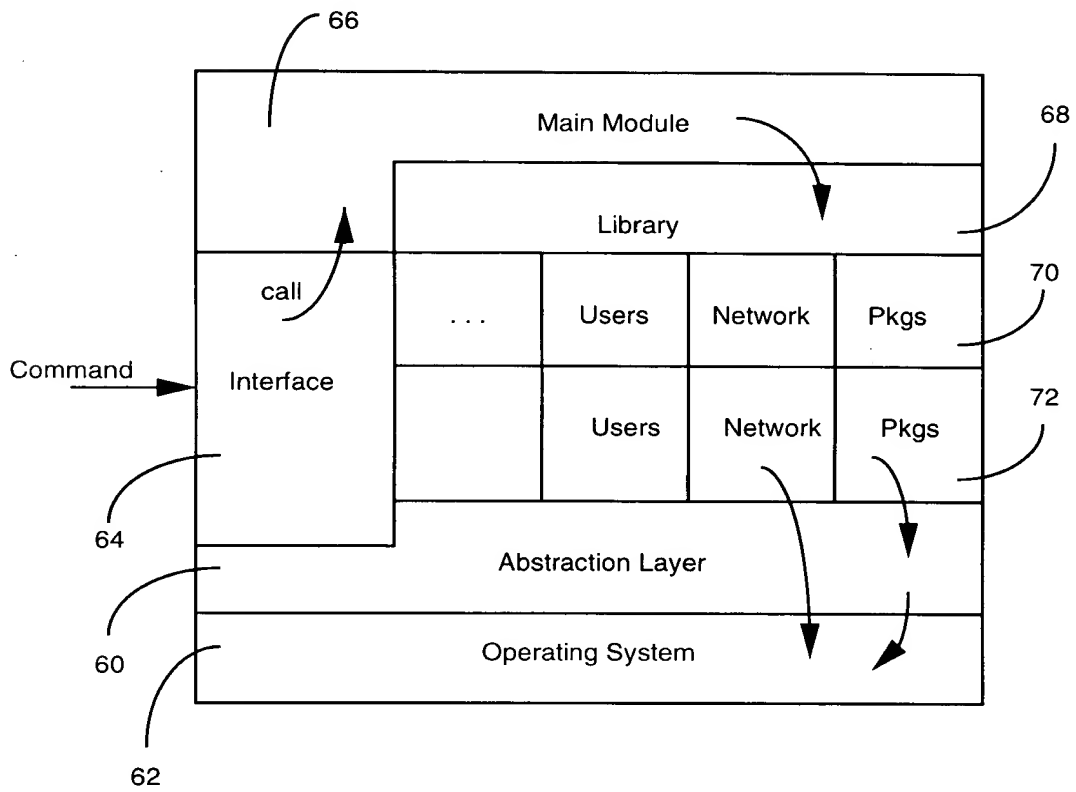 66
Main Module
68
Library
call
. . .
Users
Network
Pkgs
70
Command
Interface
Users
Network
Pkgs
72
64
Abstraction Layer
60
Operating System
62